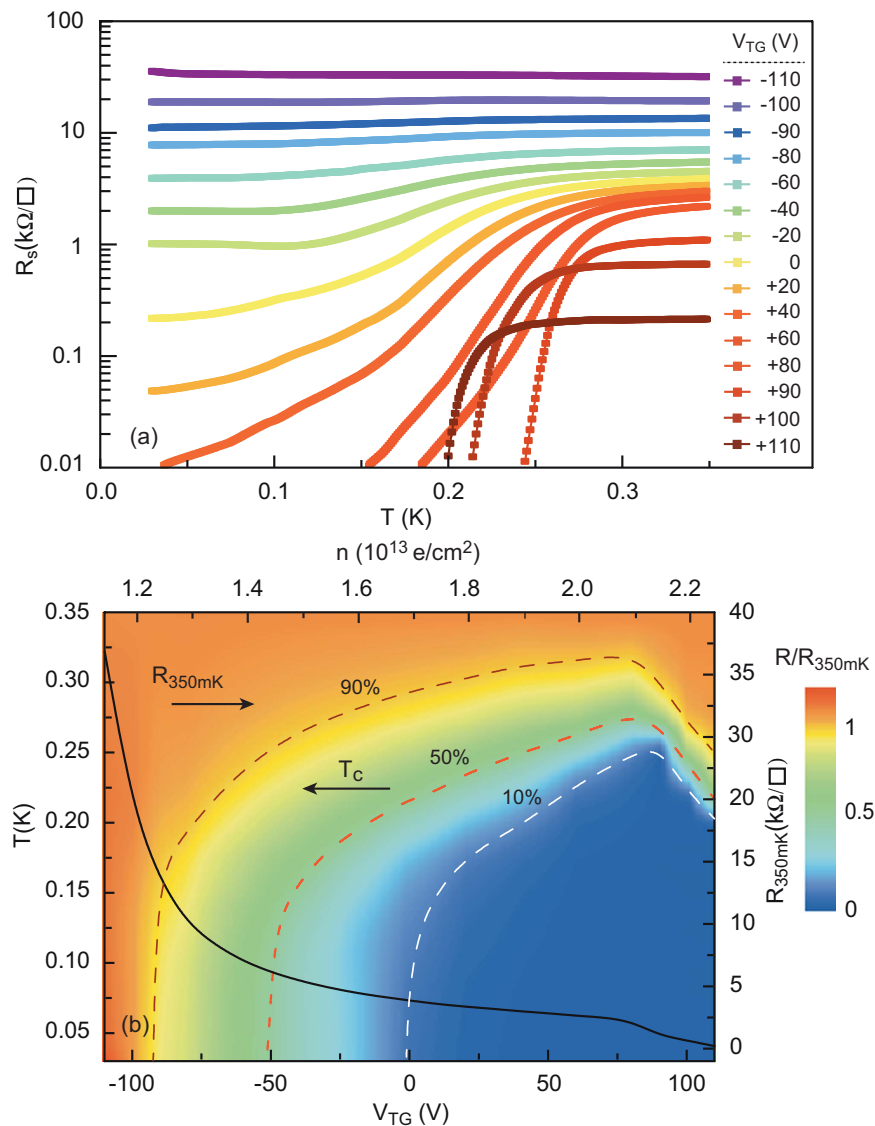 100
10
1
0.1
0.01
R_s(kΩ/□)
(a)
0.0 0.1 0.2 0.3
T (K)
V_TG (V)
-110
-100
-90
-80
-60
-40
-20
0
+20
+40
+60
+80
+90
+100
+110
n (10^13 e/cm^2)
1.2 1.4 1.6 1.8 2.0 2.2
0.35
0.30
0.25
0.20
0.15
0.10
0.05
T(K)
R_350mK
90%
50%
T_c
10%
(b)
-100 -50 0 50 100
V_TG (V)
40
35
30
25
20
15
10
5
0
R_350mK(kΩ/□)
R/R_350mK
1
0.5
0